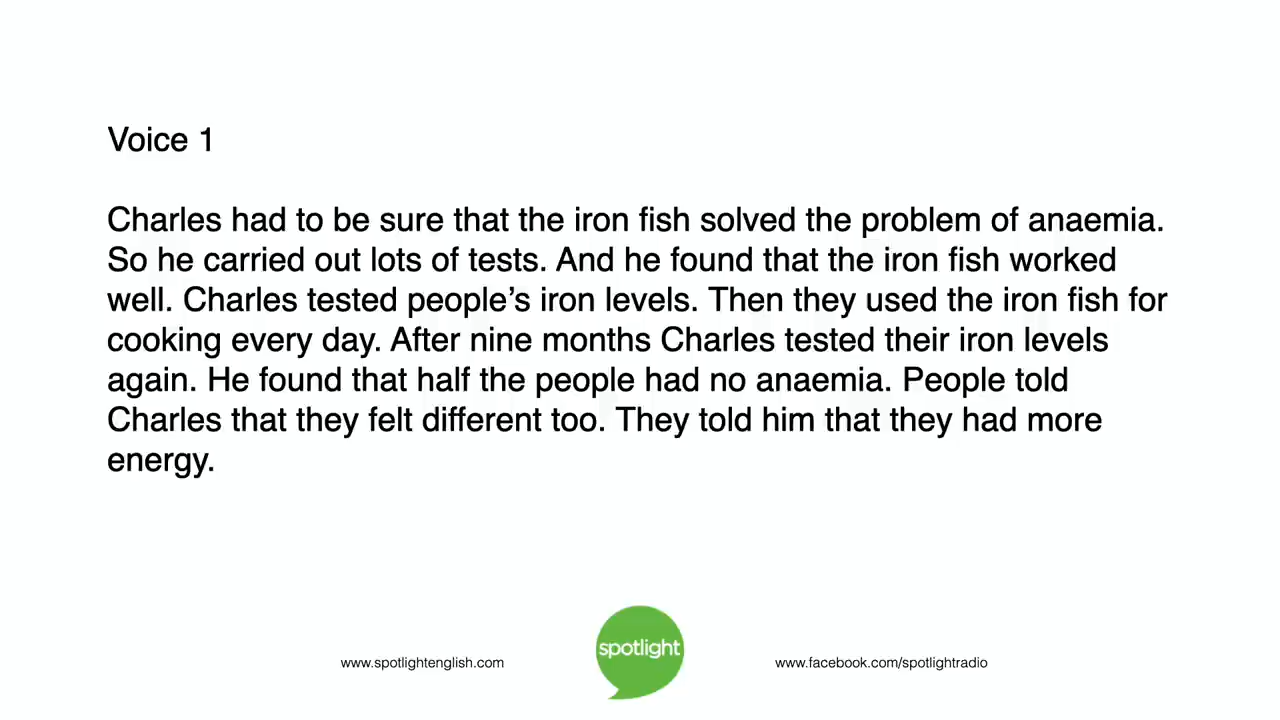 Voice 1
Charles had to be sure that the iron fish solved the problem of anaemia.
So he carried out lots of tests. And he found that the iron fish worked
well. Charles tested people’s iron levels. Then they used the iron fish for
cooking every day. After nine months Charles tested their iron levels
again. He found that half the people had no anaemia. People told
Charles that they felt different too. They told him that they had more
energy.
www.spotlightenglish.com
spotlight
www.facebook.com/spotlightradio